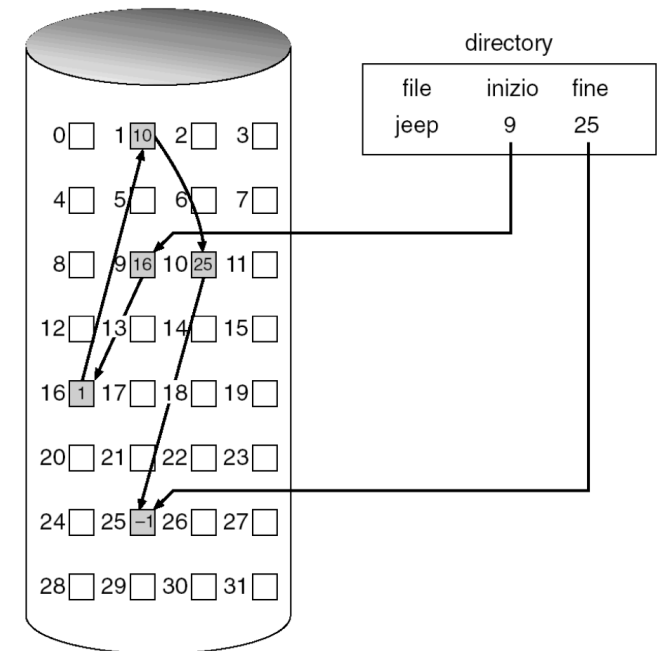 directory
file inizio fine
jeep 9 25
0 1 10 2 3
4 5 6 7
8 9 16 10 25 11
12 13 14 15
16 1 17 18 19
20 21 22 23
24 25 –1 26 27
28 29 30 31